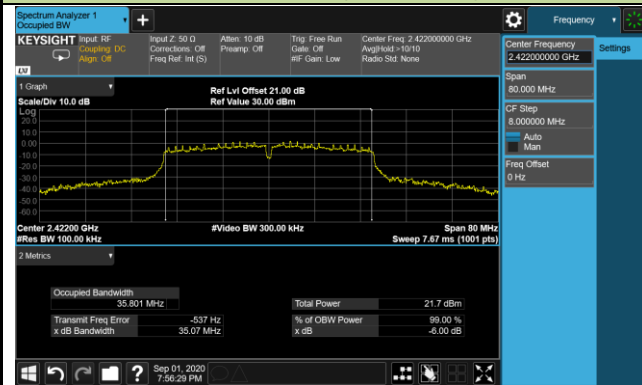 Spectrum Analyzer 1
Occupied BW
Frequency
KEYSIGHT
Input: RF
Coupling: DC
Align: Off
Input Z: 50 Ω
Corrections: Off
Freq Ref: Int (S)
Atten: 10 dB
Preamp: Off
Trig: Free Run
Gate: Off
#IF Gain: Low
Center Freq: 2.422000000 GHz
Avg|Hold:>10/10
Radio Std: None
LXI
Center Frequency
2.422000000 GHz
Settings
Span
80.000 MHz
CF Step
8.000000 MHz
Auto
Man
Freq Offset
0 Hz
1 Graph
Scale/Div 10.0 dB
Ref Lvl Offset 21.00 dB
Ref Value 30.00 dBm
Log
20.0
10.0
0.00
-10.0
-20.0
-30.0
-40.0
-50.0
-60.0
Center 2.42200 GHz
#Video BW 300.00 kHz
Span 80 MHz
#Res BW 100.00 kHz
Sweep 7.67 ms (1001 pts)
2 Metrics
Occupied Bandwidth
35.801 MHz
Total Power 21.7 dBm
Transmit Freq Error -537 Hz
% of OBW Power 99.00 %
x dB Bandwidth 35.07 MHz
x dB -6.00 dB
?
Sep 01, 2020
7:56:29 PM